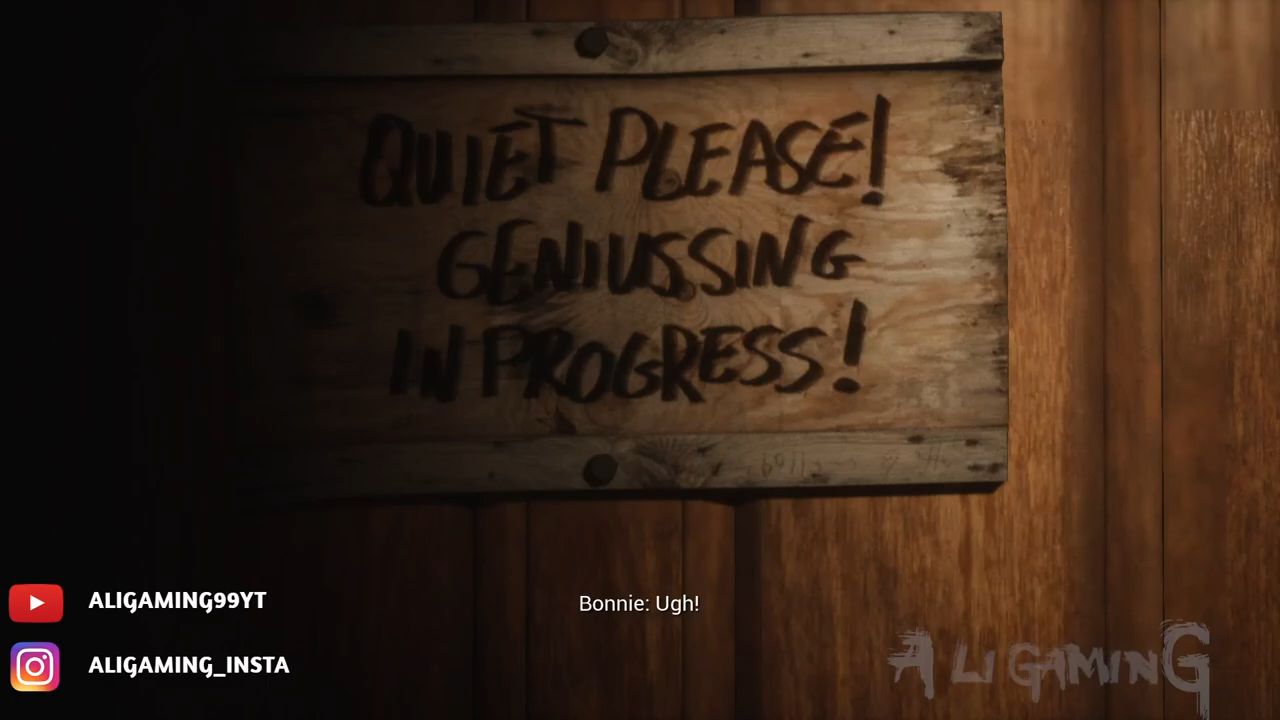 QUIET PLEASE!
GENIUSSING
IN PROGRESS!
ALIGAMING99YT
Bonnie: Ugh!
ALIGAMING_INSTA
ALI GAMING